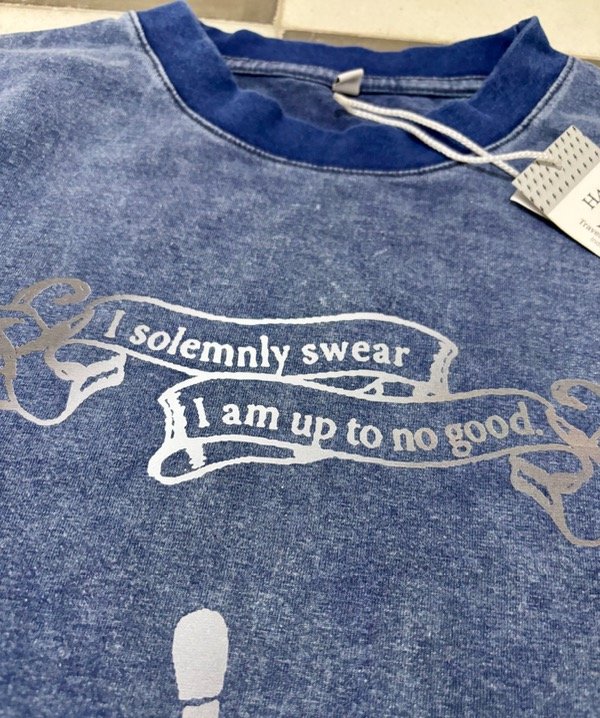 I solemnly swear
I am up to no good.